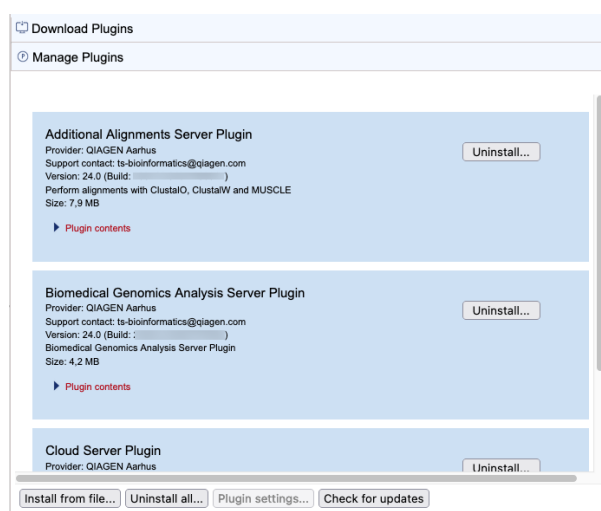 Download Plugins
Manage Plugins
Additional Alignments Server Plugin
Provider: QIAGEN Aarhus
Support contact: ts-bioinformatics@qiagen.com
Version: 24.0 (Build: )
Perform alignments with ClustalO, ClustalW and MUSCLE
Size: 7,9 MB
Plugin contents
Uninstall...
Biomedical Genomics Analysis Server Plugin
Provider: QIAGEN Aarhus
Support contact: ts-bioinformatics@qiagen.com
Version: 24.0 (Build: )
Biomedical Genomics Analysis Server Plugin
Size: 4,2 MB
Plugin contents
Uninstall...
Cloud Server Plugin
Provider: QIAGEN Aarhus
Uninstall...
Install from file... Uninstall all... Plugin settings... Check for updates